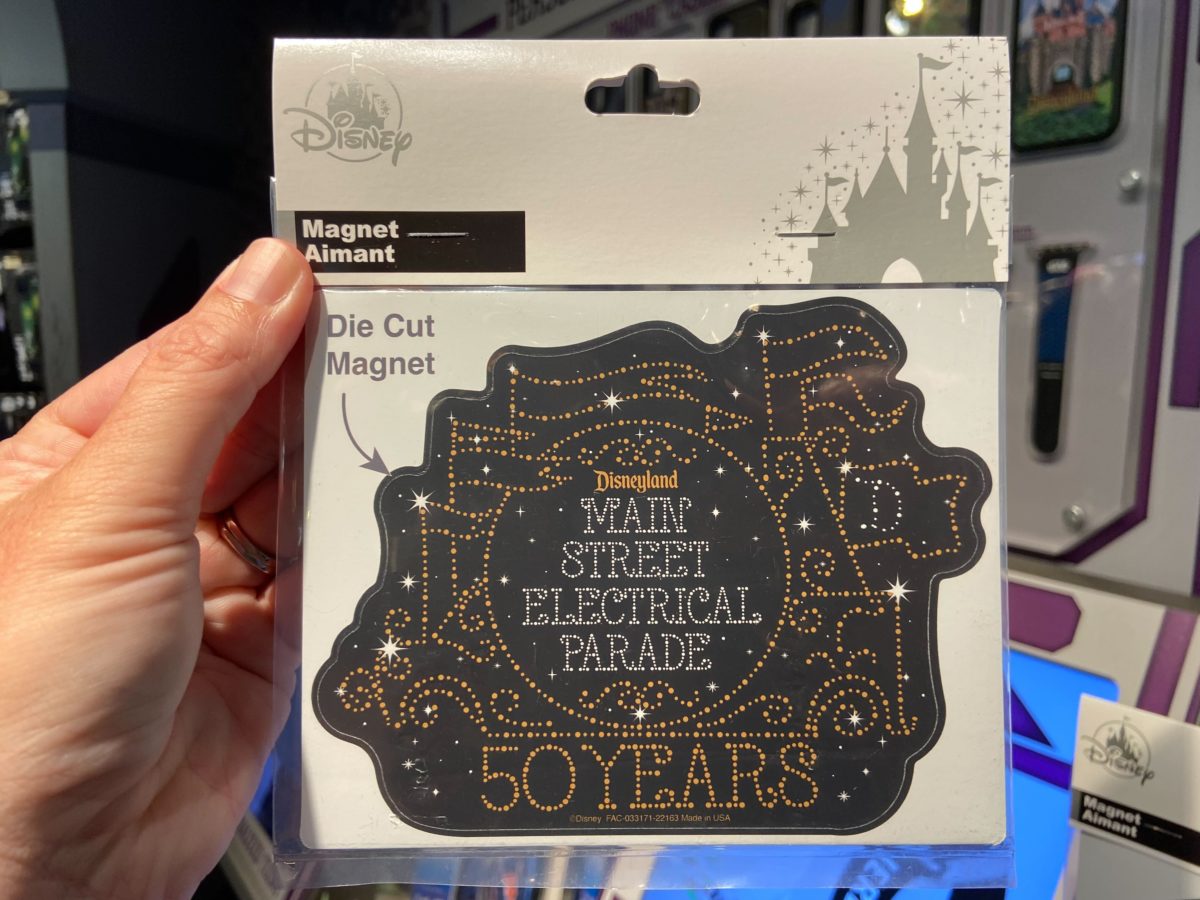 Disney
Magnet
Aimant
Die Cut
Magnet
D
Disneyland
MAIN
STREET
ELECTRICAL
PARADE
50 YEARS
©Disney FAC-033171-22163 Made in USA
Disney
Magnet
Aimant